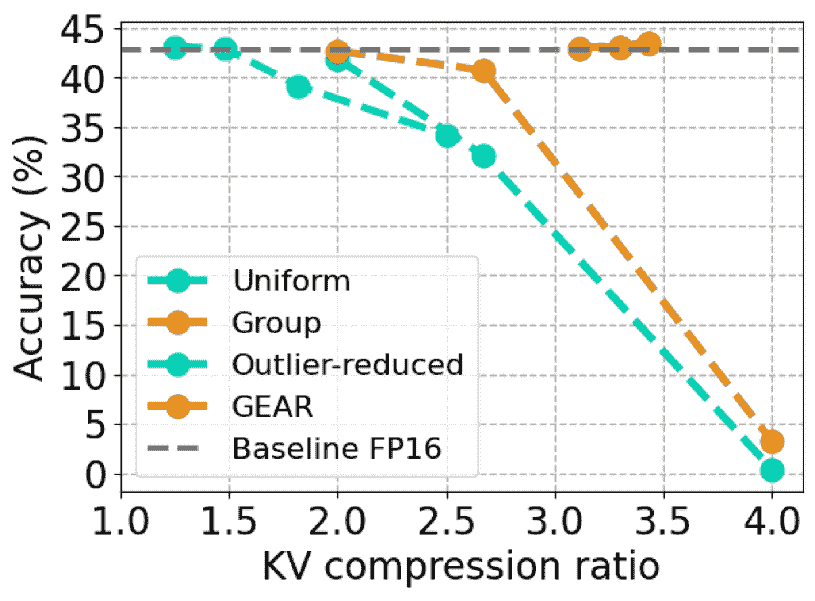 45
40
35
30
25
20
15
10
5
0
Accuracy (%)
Uniform
Group
Outlier-reduced
GEAR
Baseline FP16
1.0 1.5 2.0 2.5 3.0 3.5 4.0
KV compression ratio